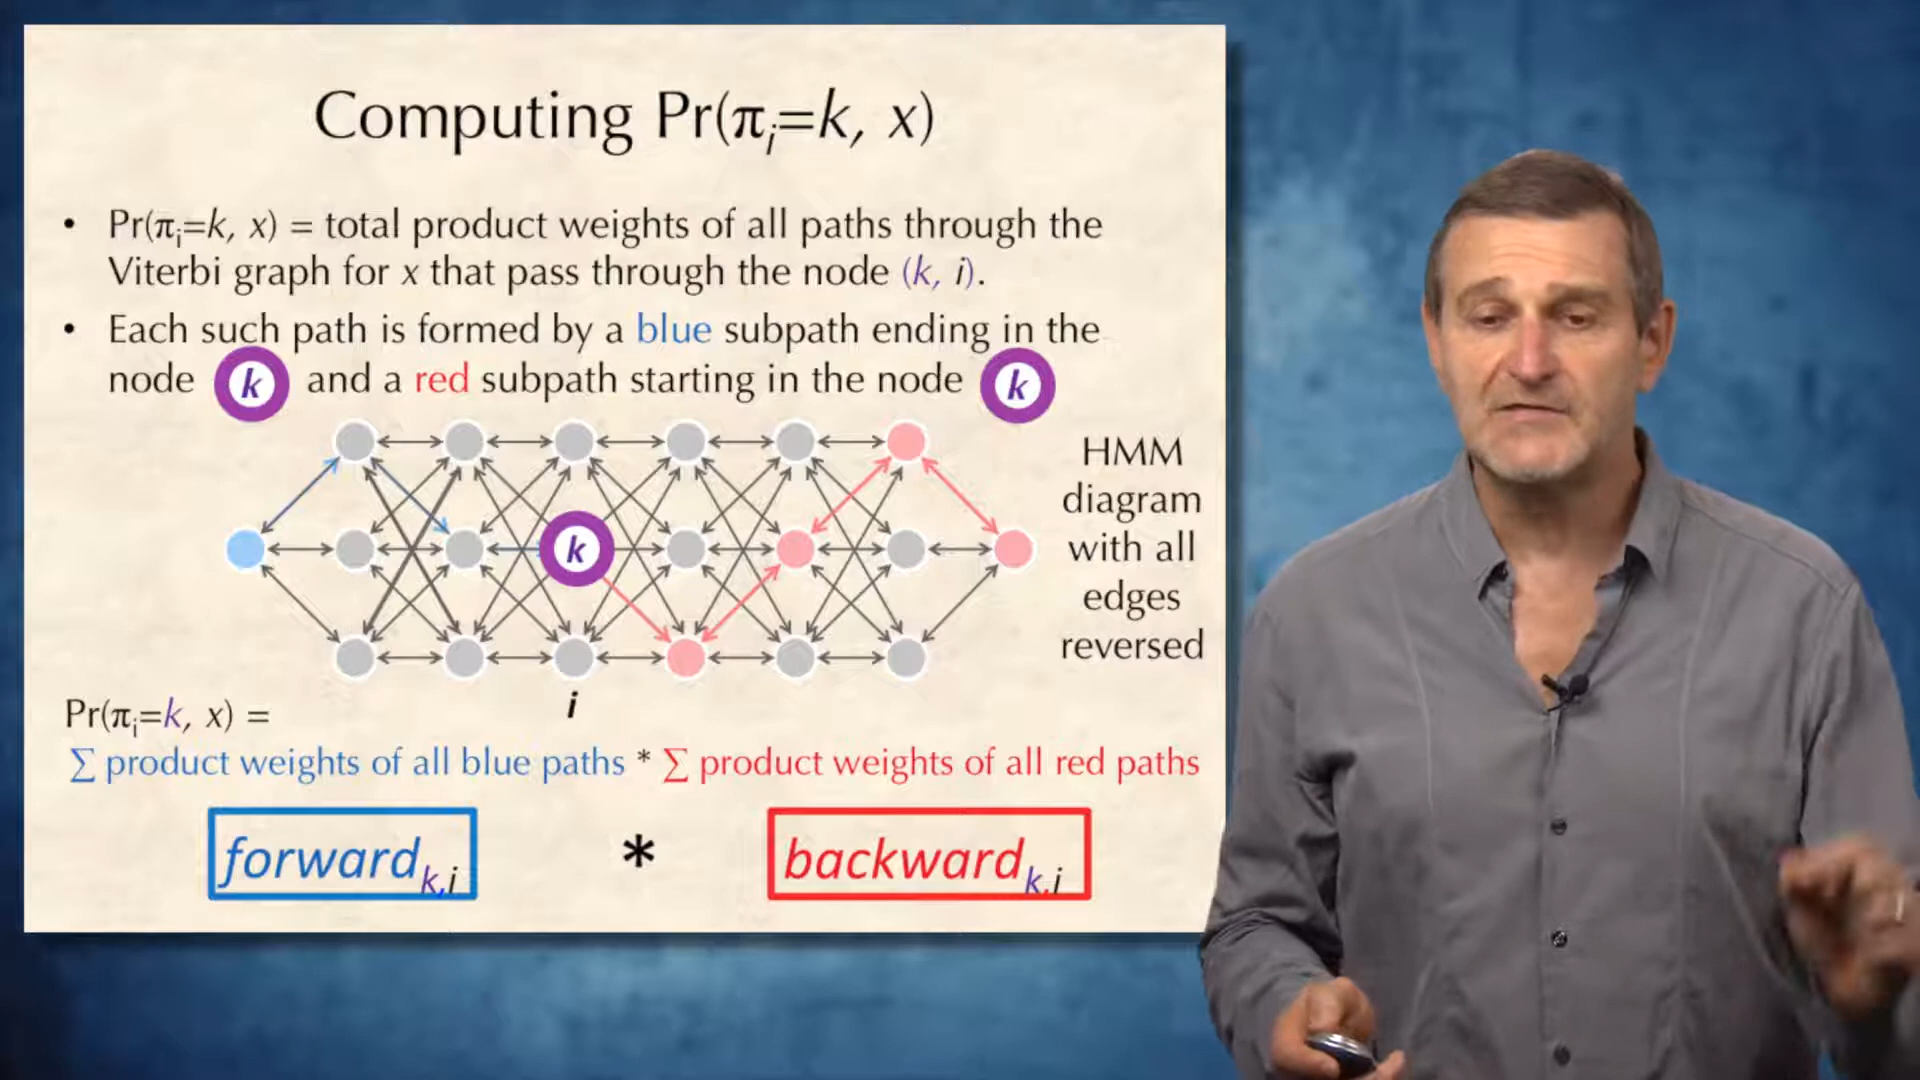 Computing Pr(πᵢ=k, x)
• Pr(πᵢ=k, x) = total product weights of all paths through the
Viterbi graph for x that pass through the node (k, i).
• Each such path is formed by a blue subpath ending in the
node k and a red subpath starting in the node k
HMM
diagram
with all
edges
reversed
k
i
Pr(πᵢ=k, x) =
∑ product weights of all blue paths * ∑ product weights of all red paths
forwardk,i * backwardk,i